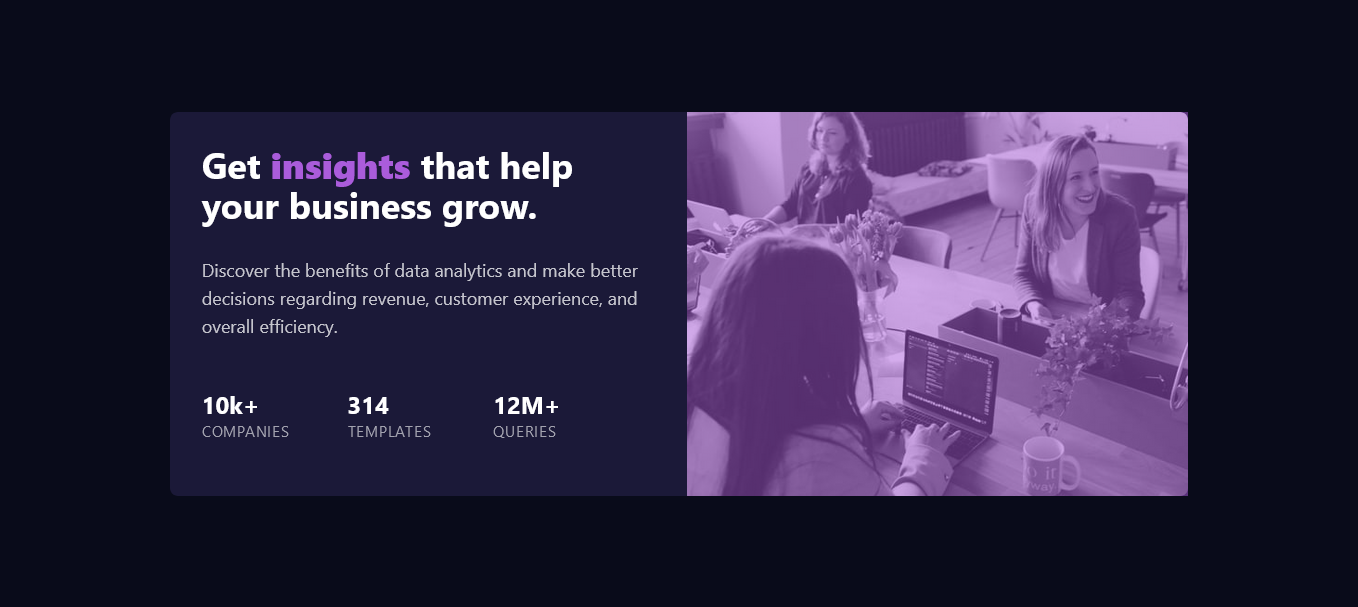 Get insights that help
your business grow.
Discover the benefits of data analytics and make better
decisions regarding revenue, customer experience, and
overall efficiency.
10k+ 314 12M+
COMPANIES TEMPLATES QUERIES